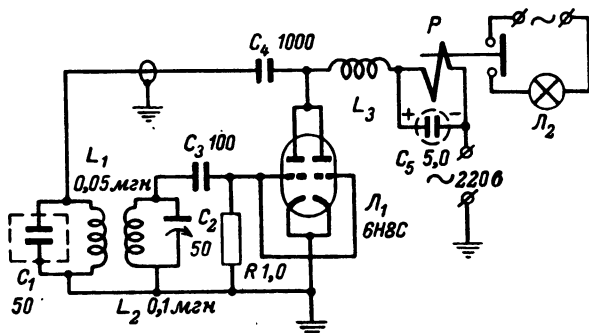 C₄ 1000
P
~
L₃
Л₂
+ -
C₅ 5,0
~220в
C₃ 100
L₁
0,05 мгн
C₂
50
Л₁
6Н8С
C₁
50
R 1,0
L₂ 0,1 мгн